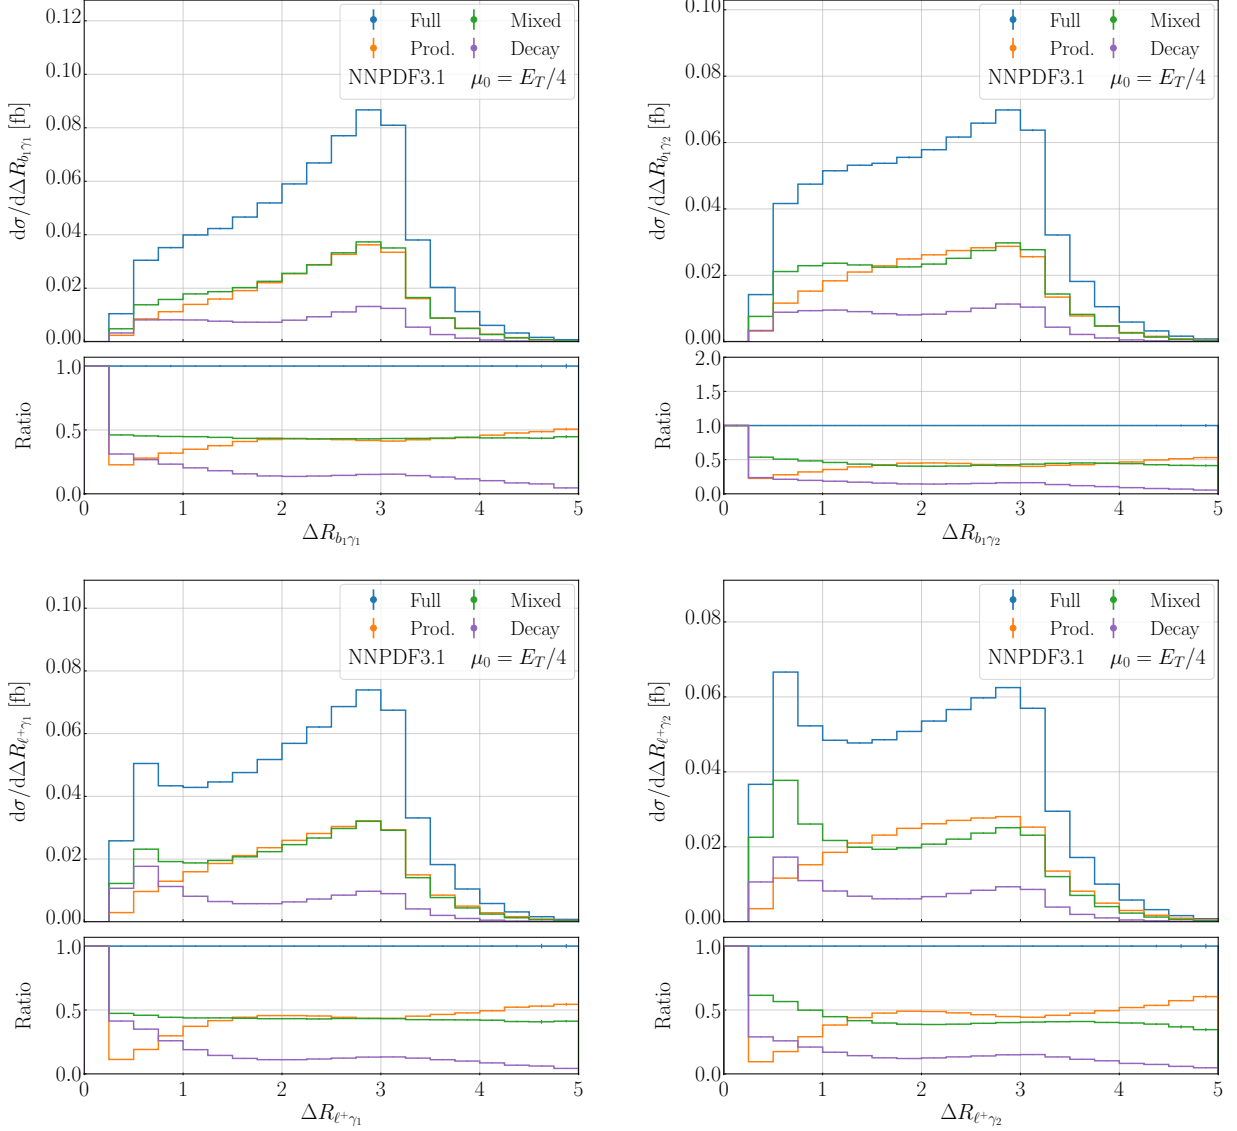 dσ/dΔR_{b₁γ₁} [fb]
0.12
0.10
0.08
0.06
0.04
0.02
0.00
Full Mixed
Prod. Decay
NNPDF3.1 μ₀ = E_T/4
Ratio
1.0
0.5
0.0
0 1 2 3 4 5
ΔR_{b₁γ₁}
dσ/dΔR_{b₁γ₂} [fb]
0.10
0.08
0.06
0.04
0.02
0.00
Full Mixed
Prod. Decay
NNPDF3.1 μ₀ = E_T/4
Ratio
2.0
1.5
1.0
0.5
0.0
0 1 2 3 4 5
ΔR_{b₁γ₂}
dσ/dΔR_{ℓ⁺γ₁} [fb]
0.10
0.08
0.06
0.04
0.02
0.00
Full Mixed
Prod. Decay
NNPDF3.1 μ₀ = E_T/4
Ratio
1.0
0.5
0.0
0 1 2 3 4 5
ΔR_{ℓ⁺γ₁}
dσ/dΔR_{ℓ⁺γ₂} [fb]
0.08
0.06
0.04
0.02
0.00
Full Mixed
Prod. Decay
NNPDF3.1 μ₀ = E_T/4
Ratio
1.0
0.5
0.0
0 1 2 3 4 5
ΔR_{ℓ⁺γ₂}